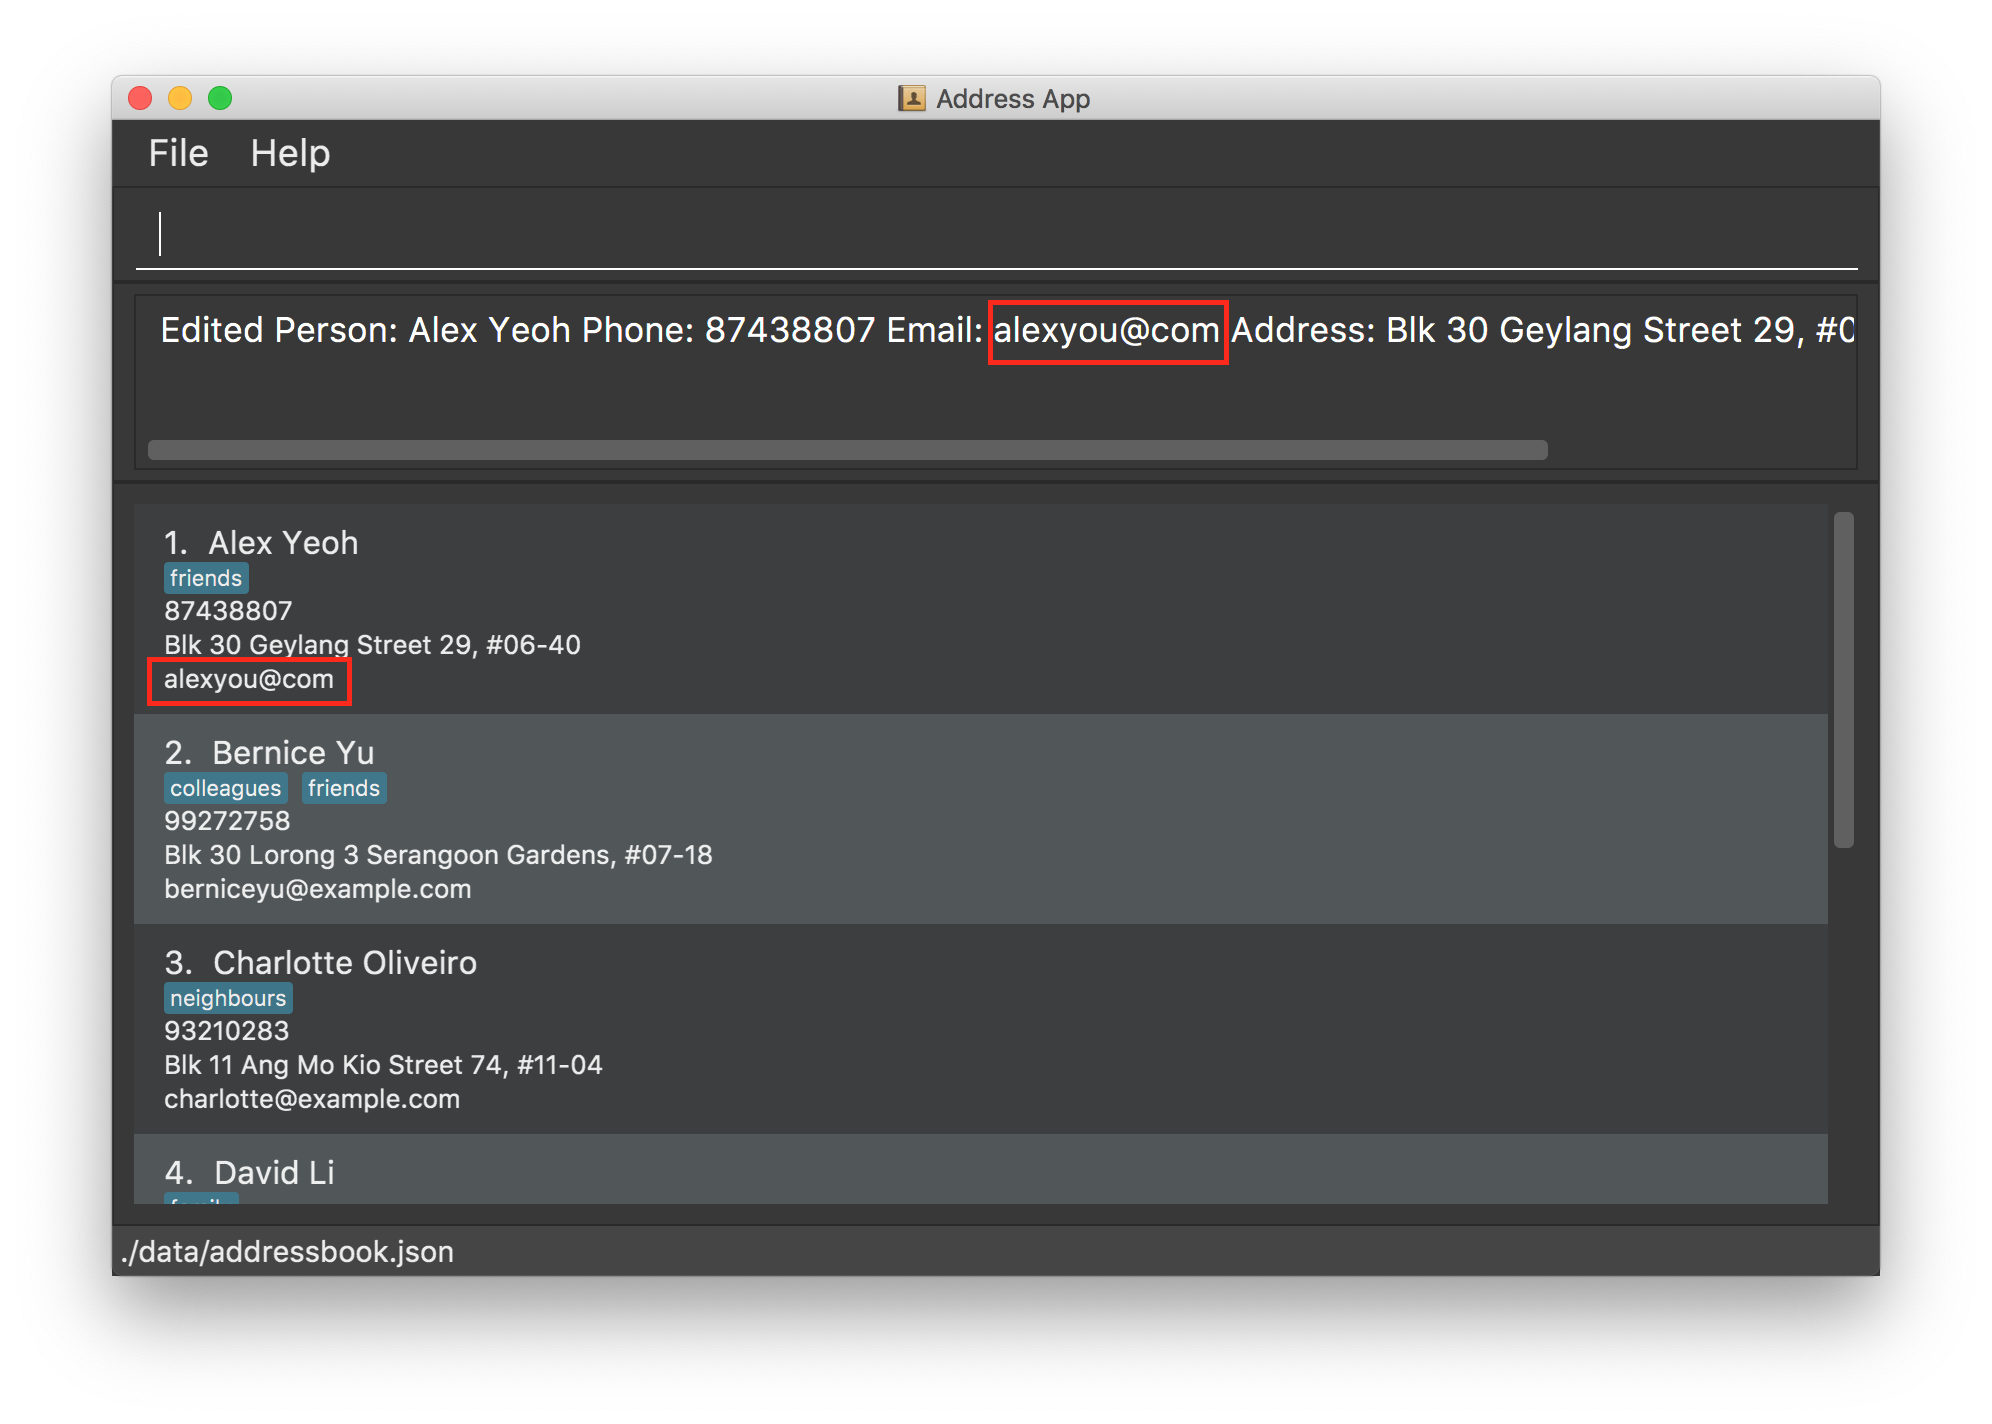 Address App
File Help
Edited Person: Alex Yeoh Phone: 87438807 Email: alexyou@com Address: Blk 30 Geylang Street 29, #0
1. Alex Yeoh
friends
87438807
Blk 30 Geylang Street 29, #06-40
alexyou@com
2. Bernice Yu
colleagues friends
99272758
Blk 30 Lorong 3 Serangoon Gardens, #07-18
berniceyu@example.com
3. Charlotte Oliveiro
neighbours
93210283
Blk 11 Ang Mo Kio Street 74, #11-04
charlotte@example.com
4. David Li
./data/addressbook.json